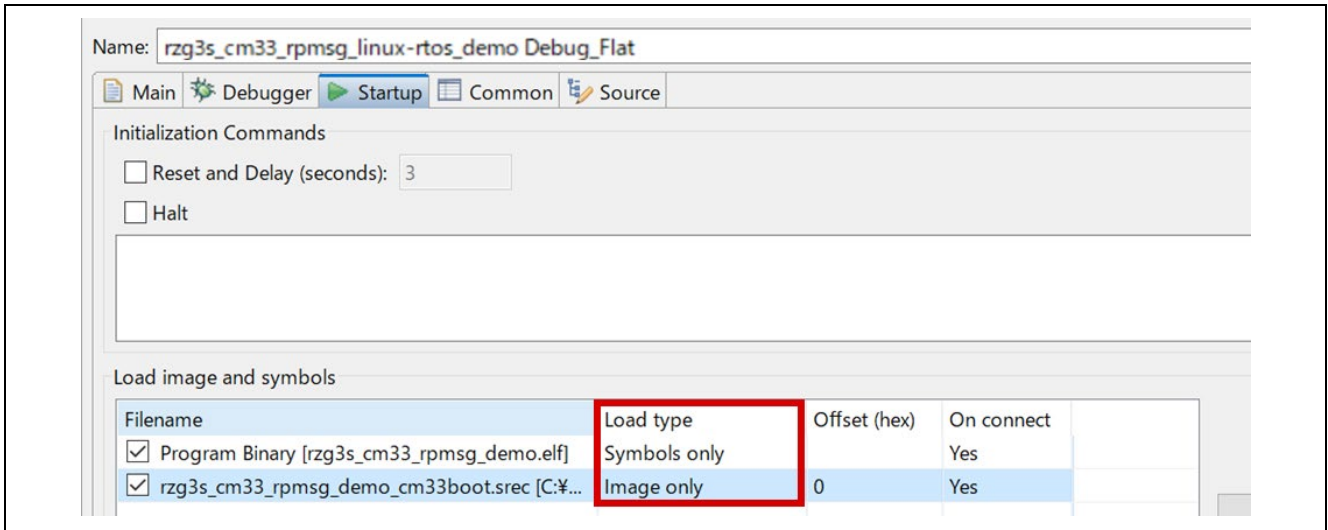 Name: rzg3s_cm33_rpmsg_linux-rtos_demo Debug_Flat
Main Debugger Startup Common Source
Initialization Commands
Reset and Delay (seconds): 3
Halt
Load image and symbols
Filename Load type Offset (hex) On connect
Program Binary [rzg3s_cm33_rpmsg_demo.elf] Symbols only Yes
rzg3s_cm33_rpmsg_demo_cm33boot.srec [C:¥... Image only 0 Yes